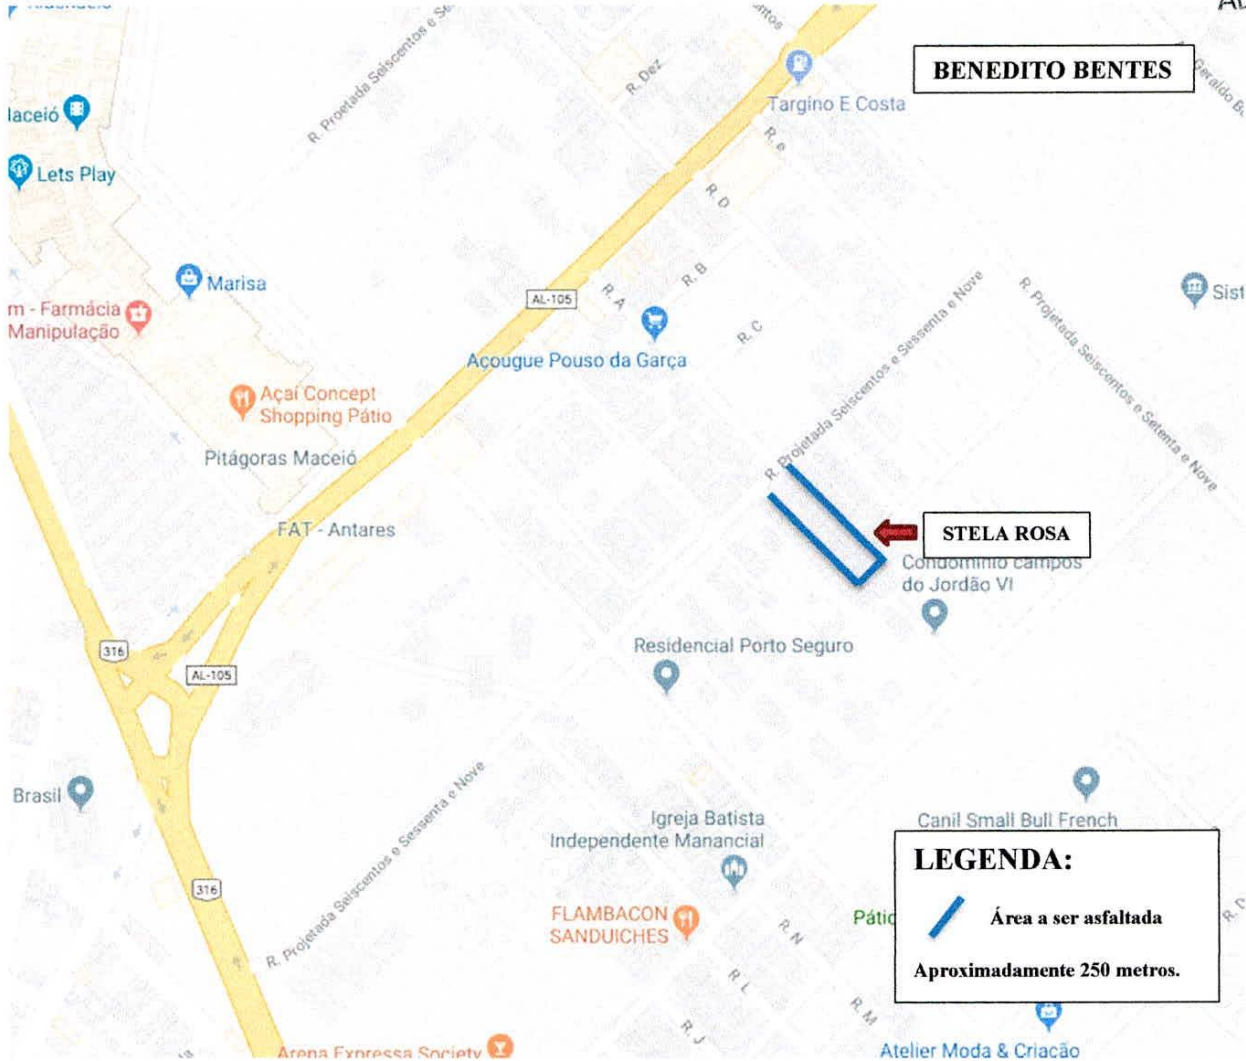 BENEDITO BENTES
R. Dez
Targino E Costa
R. Projetada Seiscentos e Se
laceió
Lets Play
R. e
R. D
Marisa
R. B
R. A
AL-105
m - Farmácia
Manipulação
R. C
Açougue Pouso da Garça
R. Projetada Seiscentos e Sessenta e Nove
R. Projetada Seiscentos e Setenta e Nove
Sist
Açaí Concept
Shopping Pátio
Pitágoras Maceió
FAT - Antares
STELA ROSA
Condomínio campos
do Jordão VI
Residencial Porto Seguro
316
AL-105
Brasil
R. Projetada Seiscentos e Sessenta e Nove
Igreja Batista
Independente Manancial
Canil Small Bull French
LEGENDA:
Área a ser asfaltada
Aproximadamente 250 metros.
316
FLAMBACON
SANDUICHES
Pátio
R. N
R. L
R. M
R. J
Arena Expressa Society
Atelier Moda & Criação